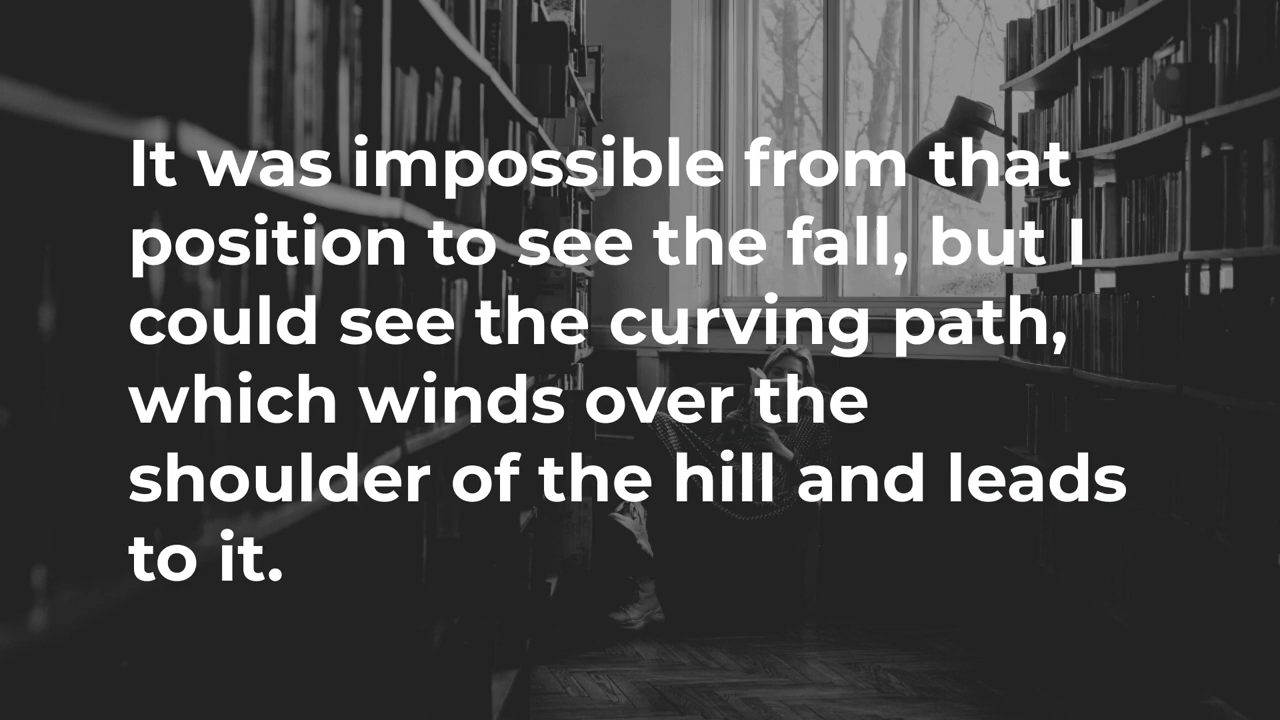 It was impossible from that
position to see the fall, but I
could see the curving path,
which winds over the
shoulder of the hill and leads
to it.